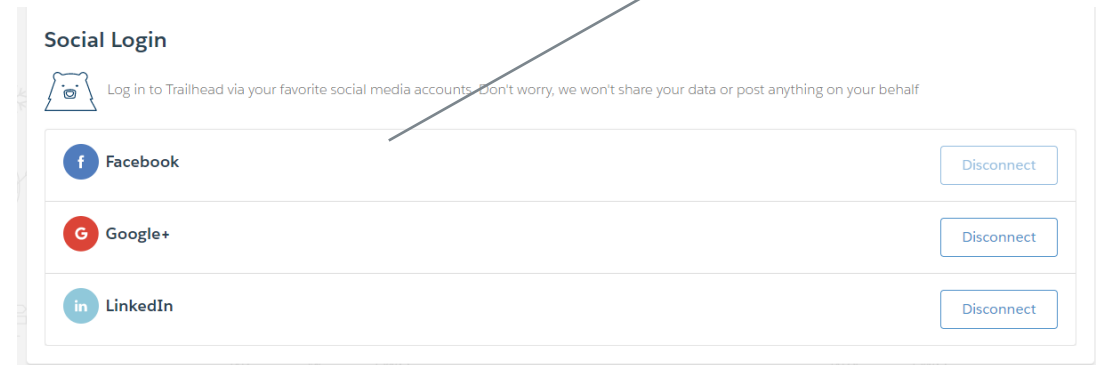 Social Login
Log in to Trailhead via your favorite social media accounts. Don't worry, we won't share your data or post anything on your behalf
f Facebook
Disconnect
G Google+
Disconnect
in LinkedIn
Disconnect